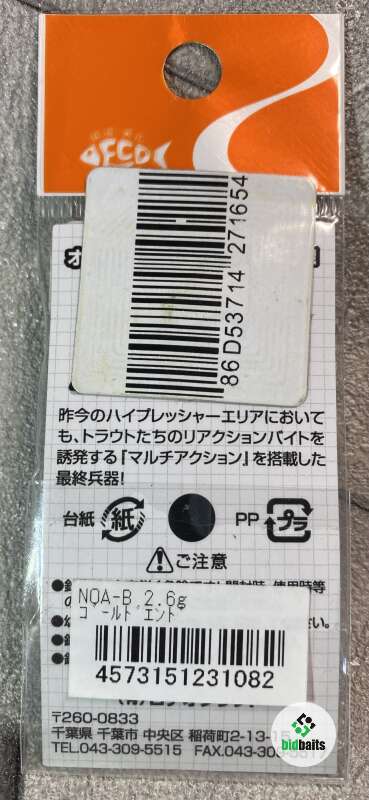 FCD
86D53714 271654
昨今のハイプレッシャーエリアにおいて
も、トラウトたちのリアクションバイトを
誘発する『マルチアクション』を搭載した
最終兵器!
台紙 紙 PP プラ
ご注意
NOA-B 2.6g
ゴールドエンド
4573151231082
〒260-0833
千葉県 千葉市 中央区 稲荷町2-13-15
TEL.043-309-5515 FAX.043-309-551
bidbaits